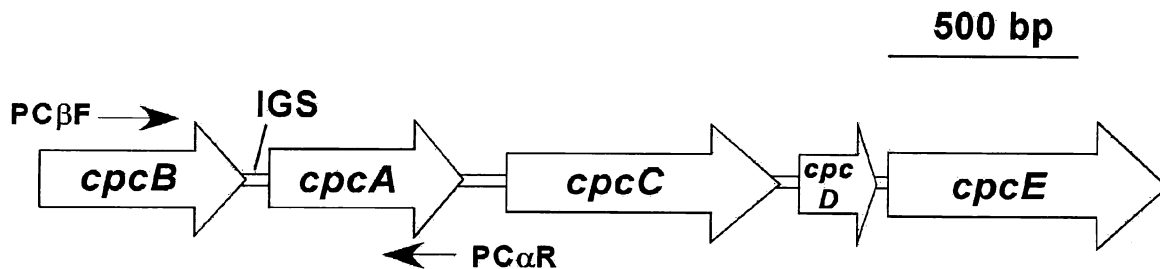 500 bp
PCβF
IGS
cpcB
cpcA
cpcC
cpc
D
cpcE
PCαR